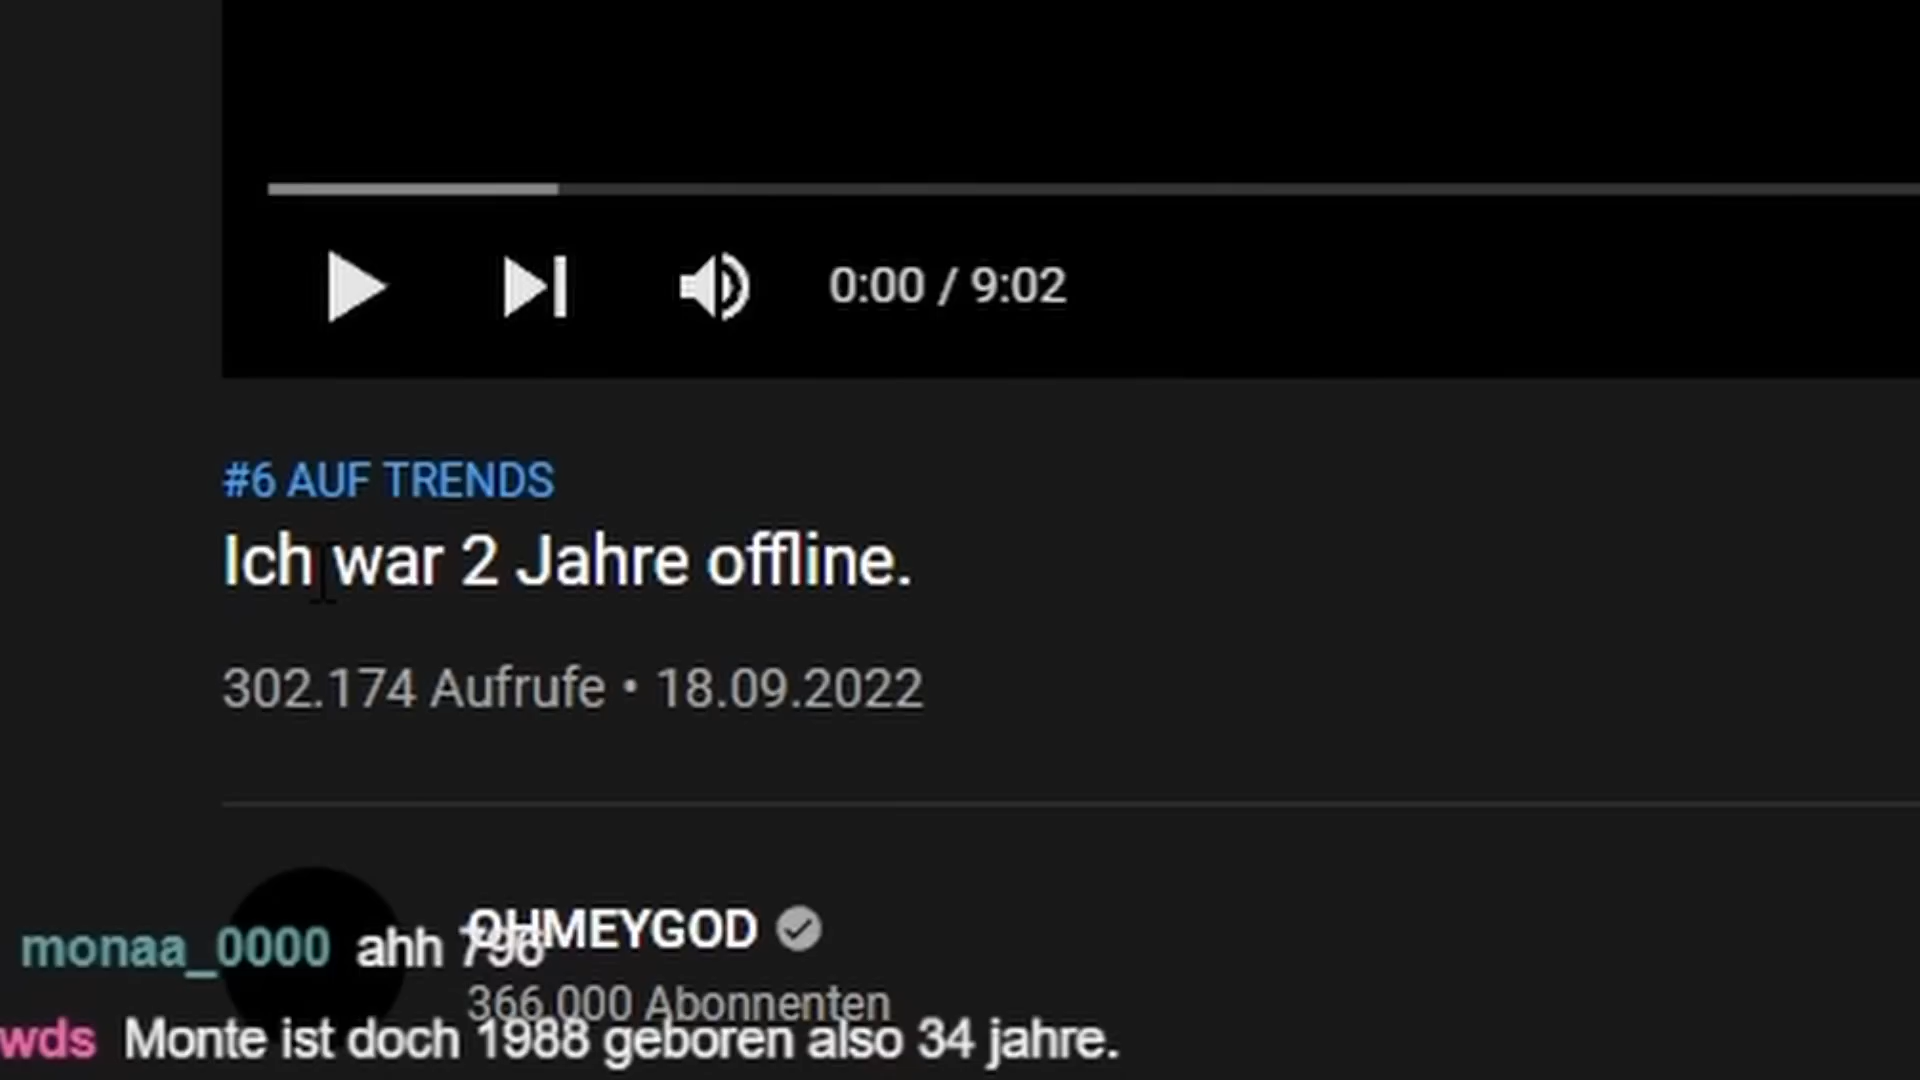 0:00 / 9:02
#6 AUF TRENDS
Ich war 2 Jahre offline.
302.174 Aufrufe • 18.09.2022
OHMEYGOD
monaa_0000 ahh 796
366.000 Abonnenten
wds Monte ist doch 1988 geboren also 34 jahre.